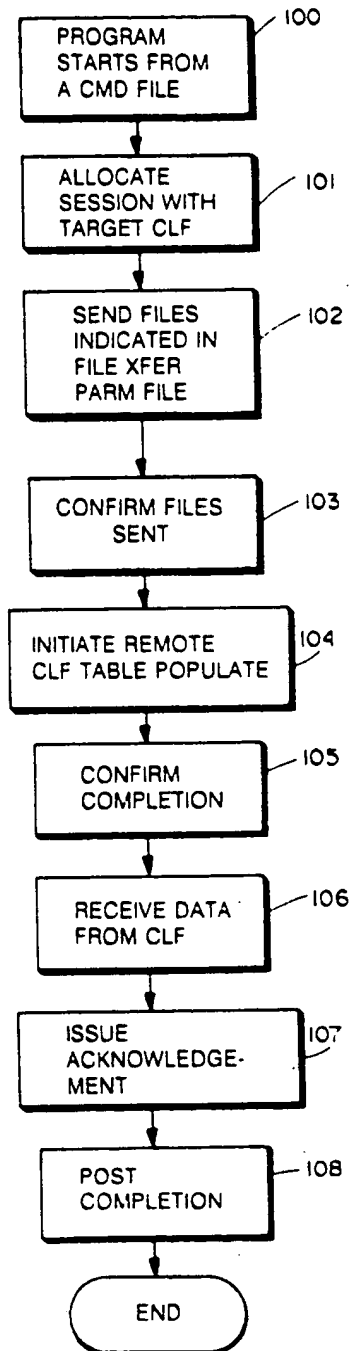 100
PROGRAM
STARTS FROM
A CMD FILE
101
ALLOCATE
SESSION WITH
TARGET CLF
102
SEND FILES
INDICATED IN
FILE XFER
PARM FILE
103
CONFIRM FILES
SENT
104
INITIATE REMOTE
CLF TABLE POPULATE
105
CONFIRM
COMPLETION
106
RECEIVE DATA
FROM CLF
107
ISSUE
ACKNOWLEDGE-
MENT
108
POST
COMPLETION
END